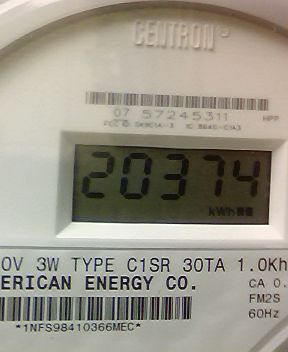 CENTRON
07 57245311 HPP
20374
kWh
0V 3W TYPE C1SR 30TA 1.0Kh
ERICAN ENERGY CO. CA 0.
FM2S
60Hz
*1NFS98410366MEC*